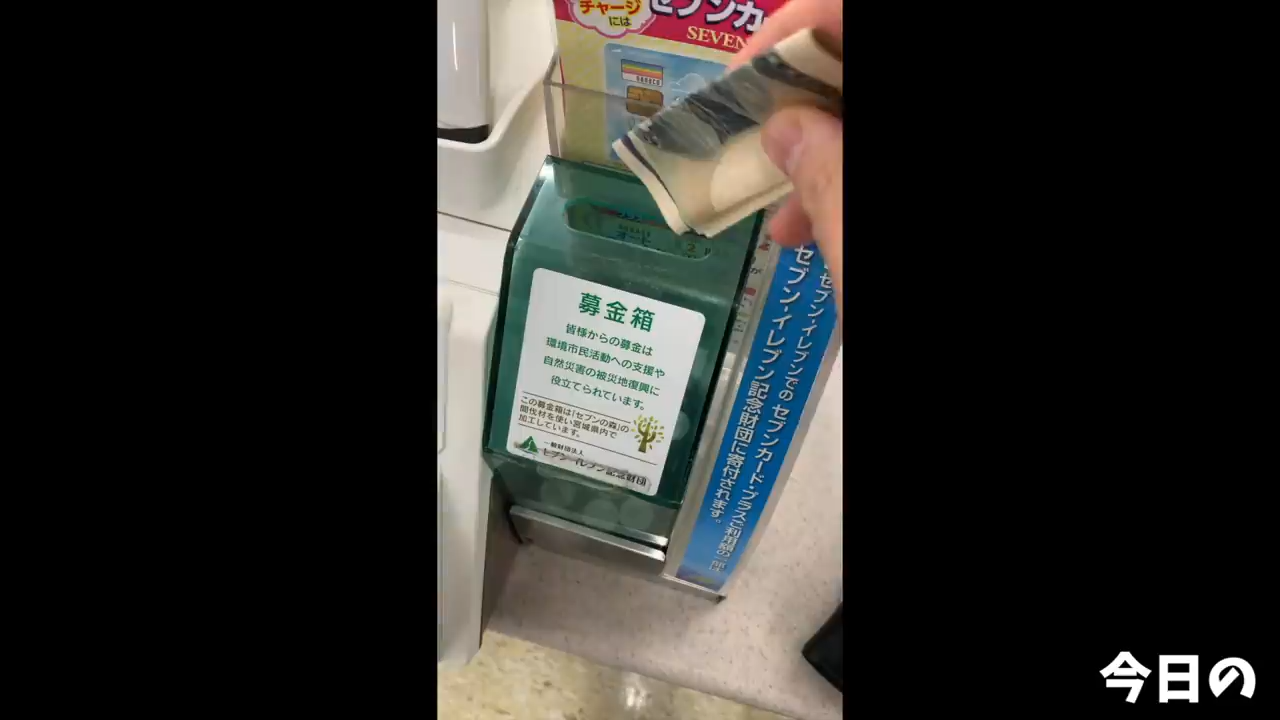 チャージ
には
セブンカ
SEVEN
nanaco
募金箱
皆様からの募金は
環境市民活動への支援や
自然災害の被災地復興に
役立てられています。
この募金箱は「セブンの森」の
間伐材を使い宮城県内で
加工しています。
一般財団法人
セブン-イレブン記念財団
セブン-イレブンでの セブンカード・プラスご利用額の一部は
セブン-イレブン記念財団に寄付されます。
今日の